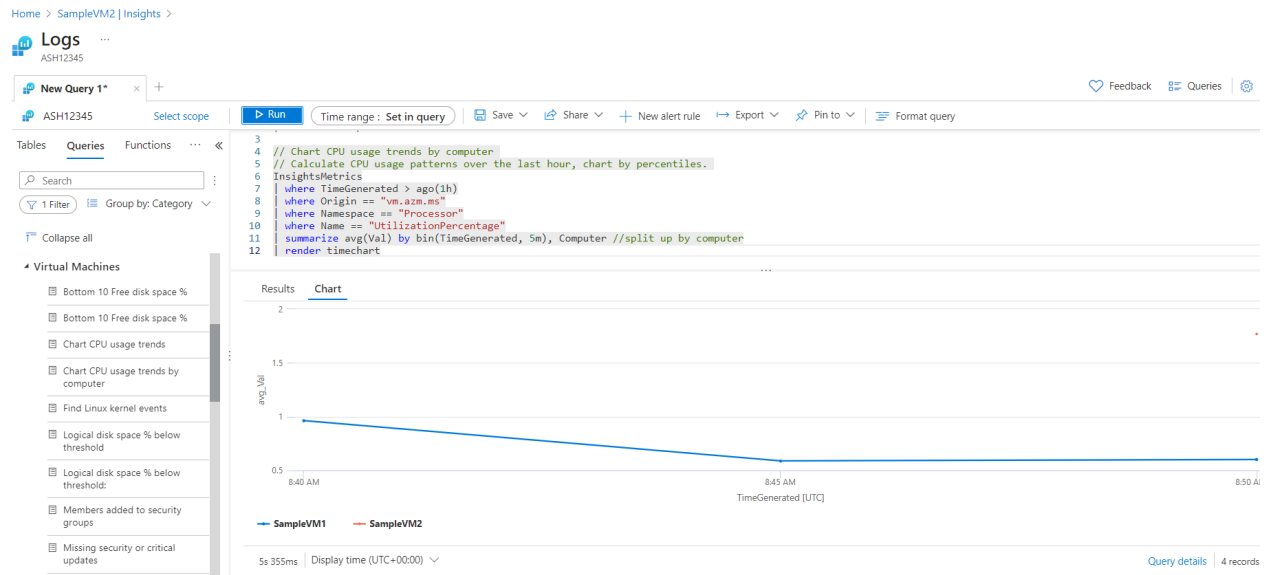 Home > SampleVM2 | Insights >
Logs ...
ASH12345
New Query 1* × +
Feedback Queries
ASH12345 Select scope
Run Time range : Set in query Save Share New alert rule Export Pin to Format query
Tables Queries Functions ... «
Search
1 Filter Group by: Category
Collapse all
Virtual Machines
Bottom 10 Free disk space %
Bottom 10 Free disk space %
Chart CPU usage trends
Chart CPU usage trends by
computer
Find Linux kernel events
Logical disk space % below
threshold
Logical disk space % below
threshold:
Members added to security
groups
Missing security or critical
updates
3
4 // Chart CPU usage trends by computer
5 // Calculate CPU usage patterns over the last hour, chart by percentiles.
6 InsightsMetrics
7 | where TimeGenerated > ago(1h)
8 | where Origin == "vm.azm.ms"
9 | where Namespace == "Processor"
10 | where Name == "UtilizationPercentage"
11 | summarize avg(Val) by bin(TimeGenerated, 5m), Computer //split up by computer
12 | render timechart
Results Chart
2
1.5
avg_Val
1
0.5
8:40 AM 8:45 AM 8:50 A
TimeGenerated [UTC]
SampleVM1 SampleVM2
5s 355ms Display time (UTC+00:00) Query details 4 records